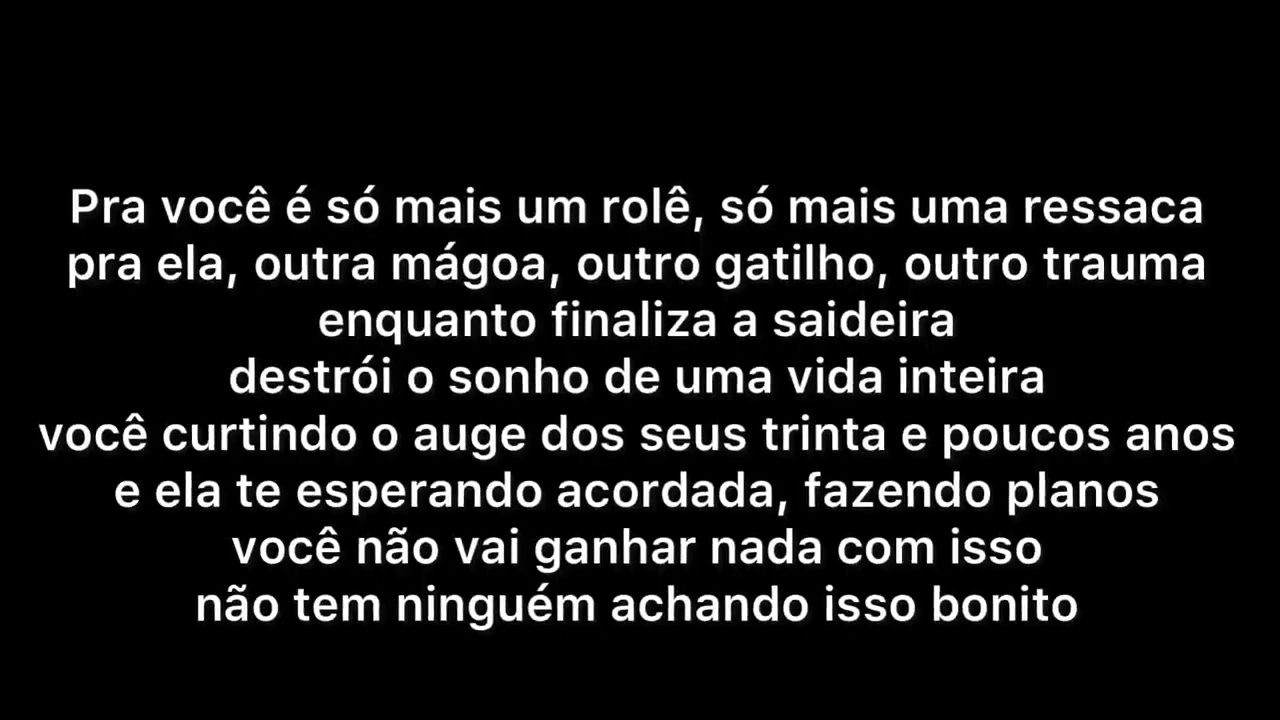 Pra você é só mais um rolê, só mais uma ressaca
pra ela, outra mágoa, outro gatilho, outro trauma
enquanto finaliza a saideira
destrói o sonho de uma vida inteira
você curtindo o auge dos seus trinta e poucos anos
e ela te esperando acordada, fazendo planos
você não vai ganhar nada com isso
não tem ninguém achando isso bonito